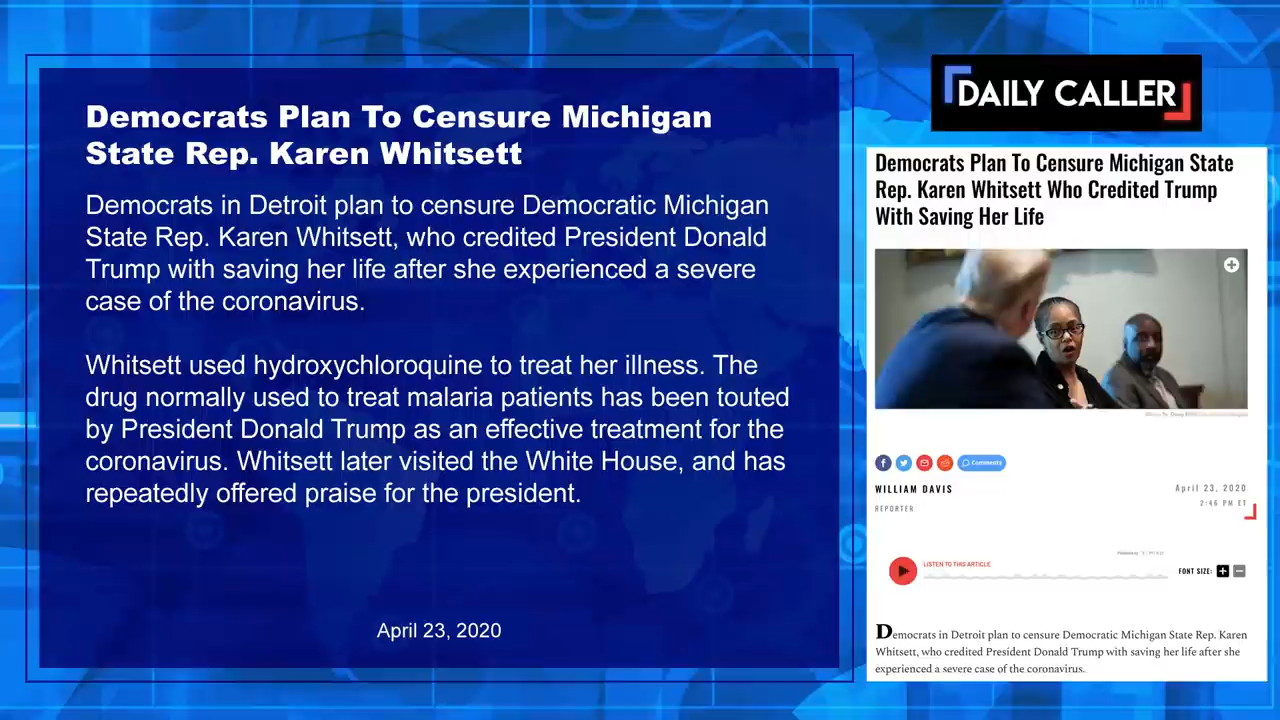 Democrats Plan To Censure Michigan
State Rep. Karen Whitsett
Democrats in Detroit plan to censure Democratic Michigan
State Rep. Karen Whitsett, who credited President Donald
Trump with saving her life after she experienced a severe
case of the coronavirus.
Whitsett used hydroxychloroquine to treat her illness. The
drug normally used to treat malaria patients has been touted
by President Donald Trump as an effective treatment for the
coronavirus. Whitsett later visited the White House, and has
repeatedly offered praise for the president.
April 23, 2020
DAILY CALLER
Democrats Plan To Censure Michigan State
Rep. Karen Whitsett Who Credited Trump
With Saving Her Life
Comments
WILLIAM DAVIS
April 23, 2020
REPORTER
2:46 PM ET
LISTEN TO THIS ARTICLE
FONT SIZE:
Democrats in Detroit plan to censure Democratic Michigan State Rep. Karen
Whitsett, who credited President Donald Trump with saving her life after she
experienced a severe case of the coronavirus.